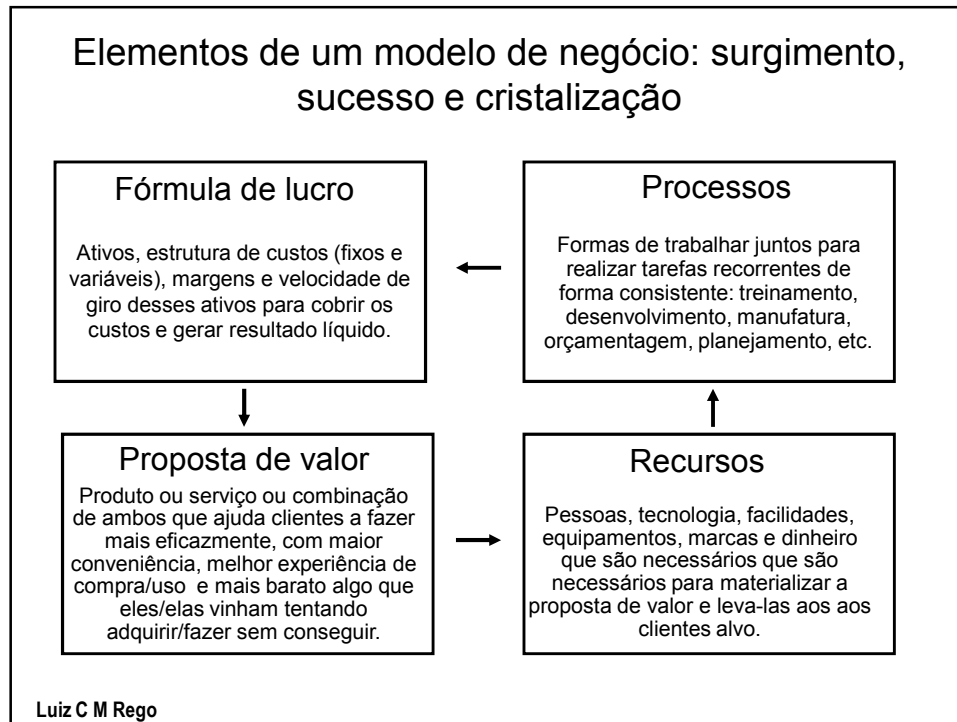 Elementos de um modelo de negócio: surgimento,
sucesso e cristalização
Fórmula de lucro
Ativos, estrutura de custos (fixos e
variáveis), margens e velocidade de
giro desses ativos para cobrir os
custos e gerar resultado líquido.
Processos
Formas de trabalhar juntos para
realizar tarefas recorrentes de
forma consistente: treinamento,
desenvolvimento, manufatura,
orçamentagem, planejamento, etc.
Proposta de valor
Produto ou serviço ou combinação
de ambos que ajuda clientes a fazer
mais eficazmente, com maior
conveniência, melhor experiência de
compra/uso e mais barato algo que
eles/elas vinham tentando
adquirir/fazer sem conseguir.
Recursos
Pessoas, tecnologia, facilidades,
equipamentos, marcas e dinheiro
que são necessários que são
necessários para materializar a
proposta de valor e leva-las aos aos
clientes alvo.
Luiz C M Rego